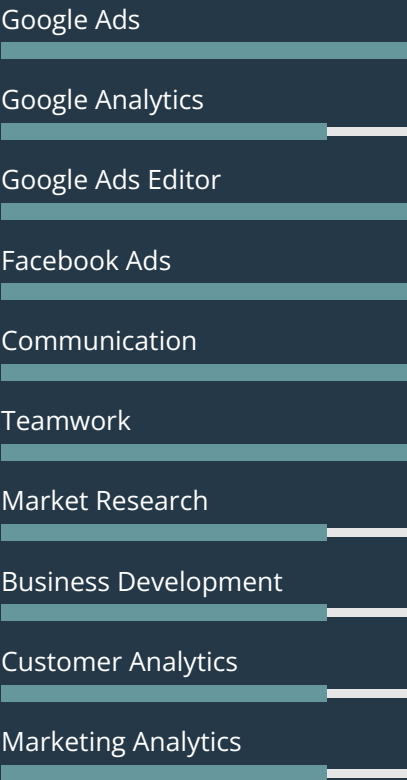 Google Ads
Google Analytics
Google Ads Editor
Facebook Ads
Communication
Teamwork
Market Research
Business Development
Customer Analytics
Marketing Analytics